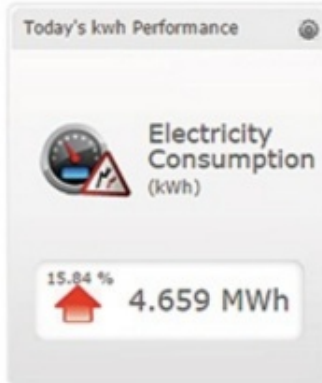 Today's kwh Performance
Electricity
Consumption
(kWh)
15.84 %
4.659 MWh